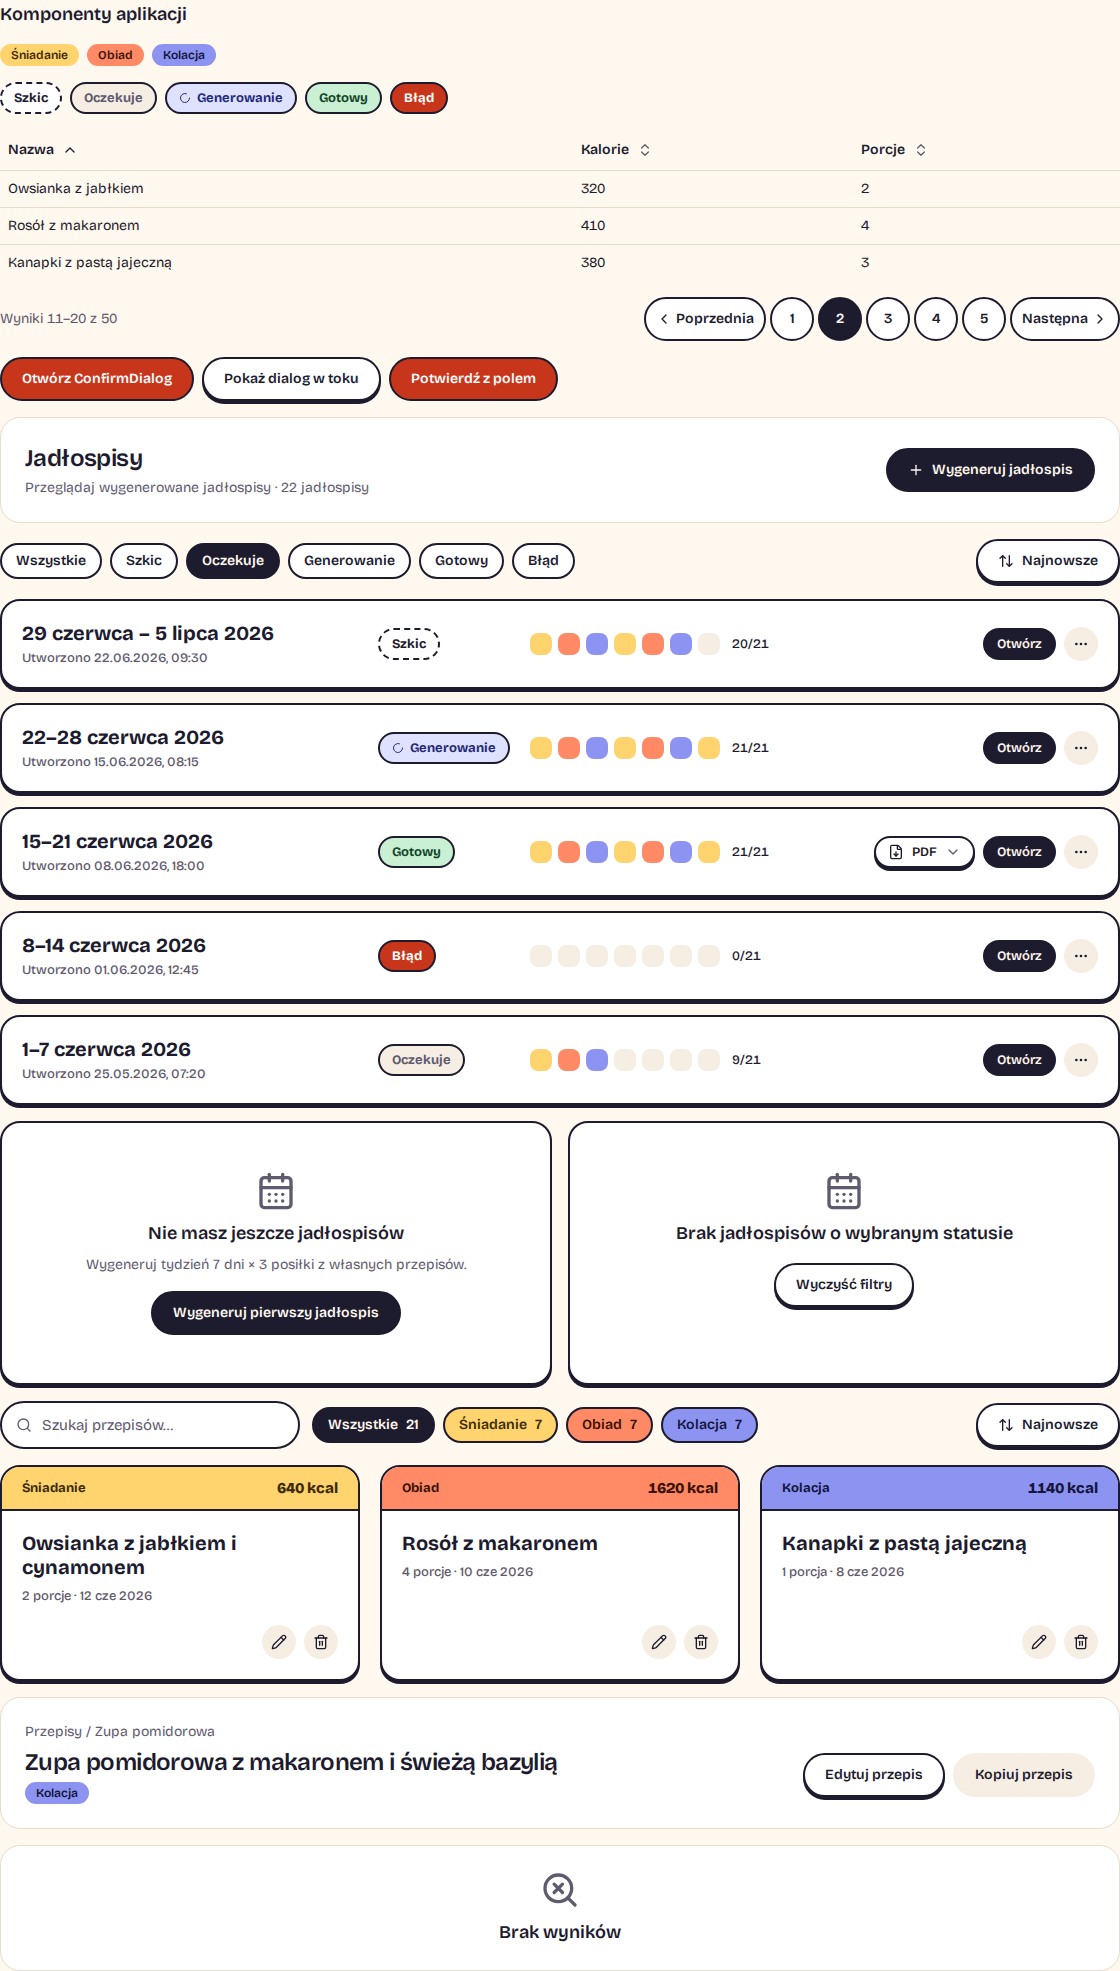 Komponenty aplikacji
Śniadanie Obiad Kolacja
Szkic Oczekuje Generowanie Gotowy Błąd
Nazwa Kalorie Porcje
Owsianka z jabłkiem 320 2
Rosół z makaronem 410 4
Kanapki z pastą jajeczną 380 3
Wyniki 11–20 z 50 Poprzednia 1 2 3 4 5 Następna
Otwórz ConfirmDialog Pokaż dialog w toku Potwierdź z polem
Jadłospisy
Przeglądaj wygenerowane jadłospisy · 22 jadłospisy
Wygeneruj jadłospis
Wszystkie Szkic Oczekuje Generowanie Gotowy Błąd Najnowsze
29 czerwca – 5 lipca 2026
Utworzono 22.06.2026, 09:30
Szkic 20/21 Otwórz
22–28 czerwca 2026
Utworzono 15.06.2026, 08:15
Generowanie 21/21 Otwórz
15–21 czerwca 2026
Utworzono 08.06.2026, 18:00
Gotowy 21/21 PDF Otwórz
8–14 czerwca 2026
Utworzono 01.06.2026, 12:45
Błąd 0/21 Otwórz
1–7 czerwca 2026
Utworzono 25.05.2026, 07:20
Oczekuje 9/21 Otwórz
Nie masz jeszcze jadłospisów
Wygeneruj tydzień 7 dni × 3 posiłki z własnych przepisów.
Wygeneruj pierwszy jadłospis
Brak jadłospisów o wybranym statusie
Wyczyść filtry
Szukaj przepisów... Wszystkie 21 Śniadanie 7 Obiad 7 Kolacja 7 Najnowsze
Śniadanie 640 kcal
Owsianka z jabłkiem i
cynamonem
2 porcje · 12 cze 2026
Obiad 1620 kcal
Rosół z makaronem
4 porcje · 10 cze 2026
Kolacja 1140 kcal
Kanapki z pastą jajeczną
1 porcja · 8 cze 2026
Przepisy / Zupa pomidorowa
Zupa pomidorowa z makaronem i świeżą bazylią
Kolacja
Edytuj przepis Kopiuj przepis
Brak wyników